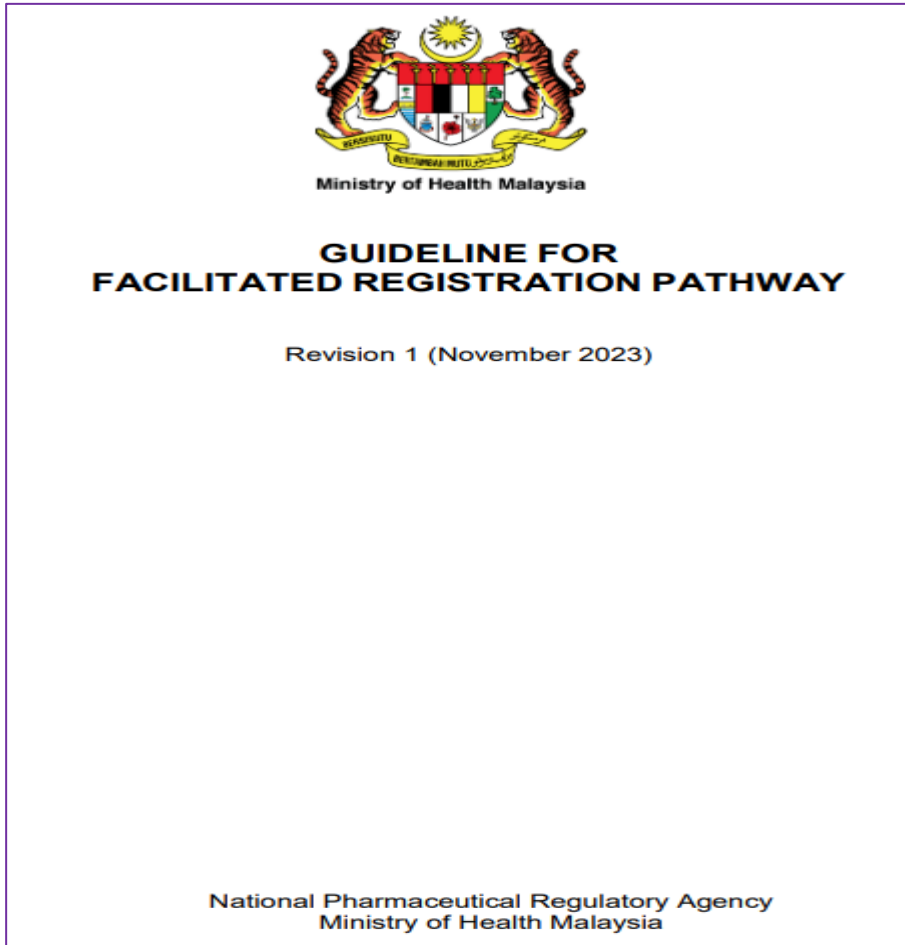 BERSEKUTU
BERTAMBAH MUTU
Ministry of Health Malaysia
GUIDELINE FOR
FACILITATED REGISTRATION PATHWAY
Revision 1 (November 2023)
National Pharmaceutical Regulatory Agency
Ministry of Health Malaysia